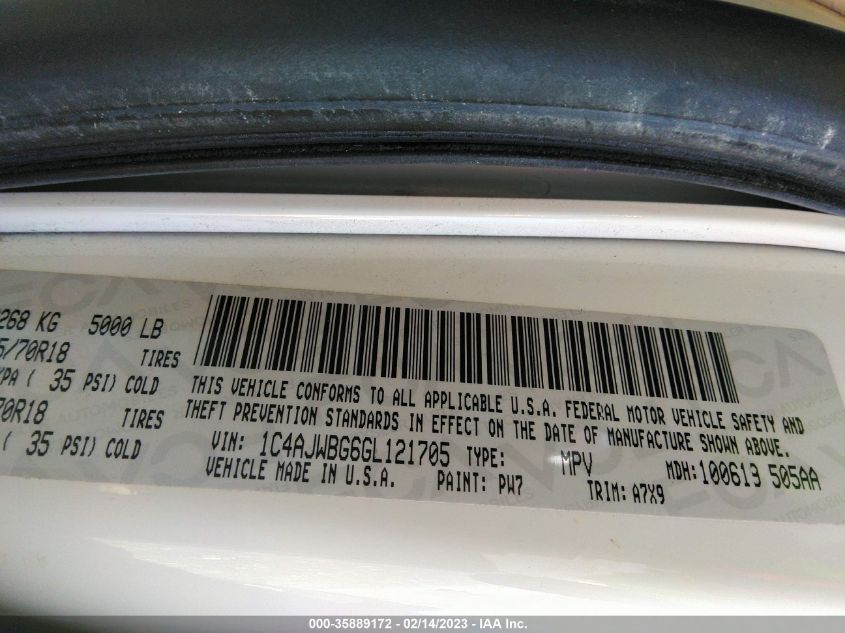 268 KG 5000 LB
5/70R18 TIRES
KPA ( 35 PSI) COLD
70R18 TIRES
( 35 PSI) COLD
THIS VEHICLE CONFORMS TO ALL APPLICABLE U.S.A. FEDERAL MOTOR VEHICLE SAFETY AND
THEFT PREVENTION STANDARDS IN EFFECT ON THE DATE OF MANUFACTURE SHOWN ABOVE.
VIN: 1C4AJWBG6GL121705 TYPE: MPV MDH:100613 505AA
VEHICLE MADE IN U.S.A. PAINT: PW7 TRIM: A7X9
000-35889172 - 02/14/2023 - IAA Inc.